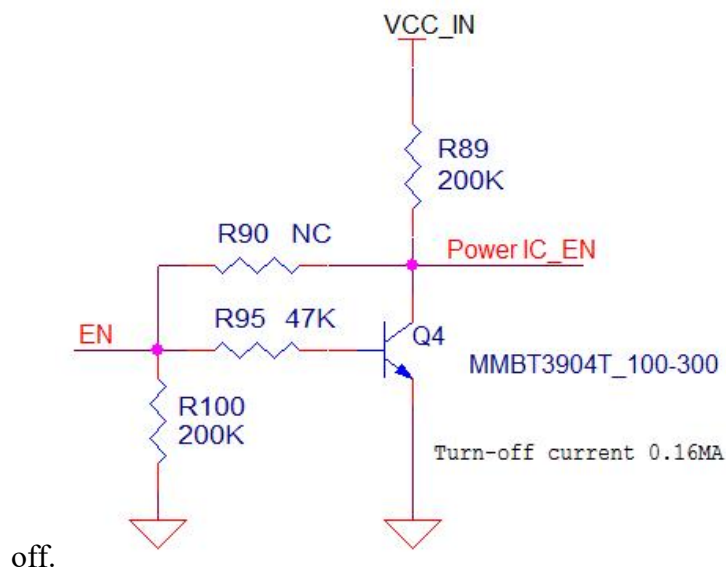 VCC_IN
R89
200K
R90 NC
Power IC_EN
R95 47K
EN
Q4
MMBT3904T_100-300
R100
200K
Turn-off current 0.16MA
off.